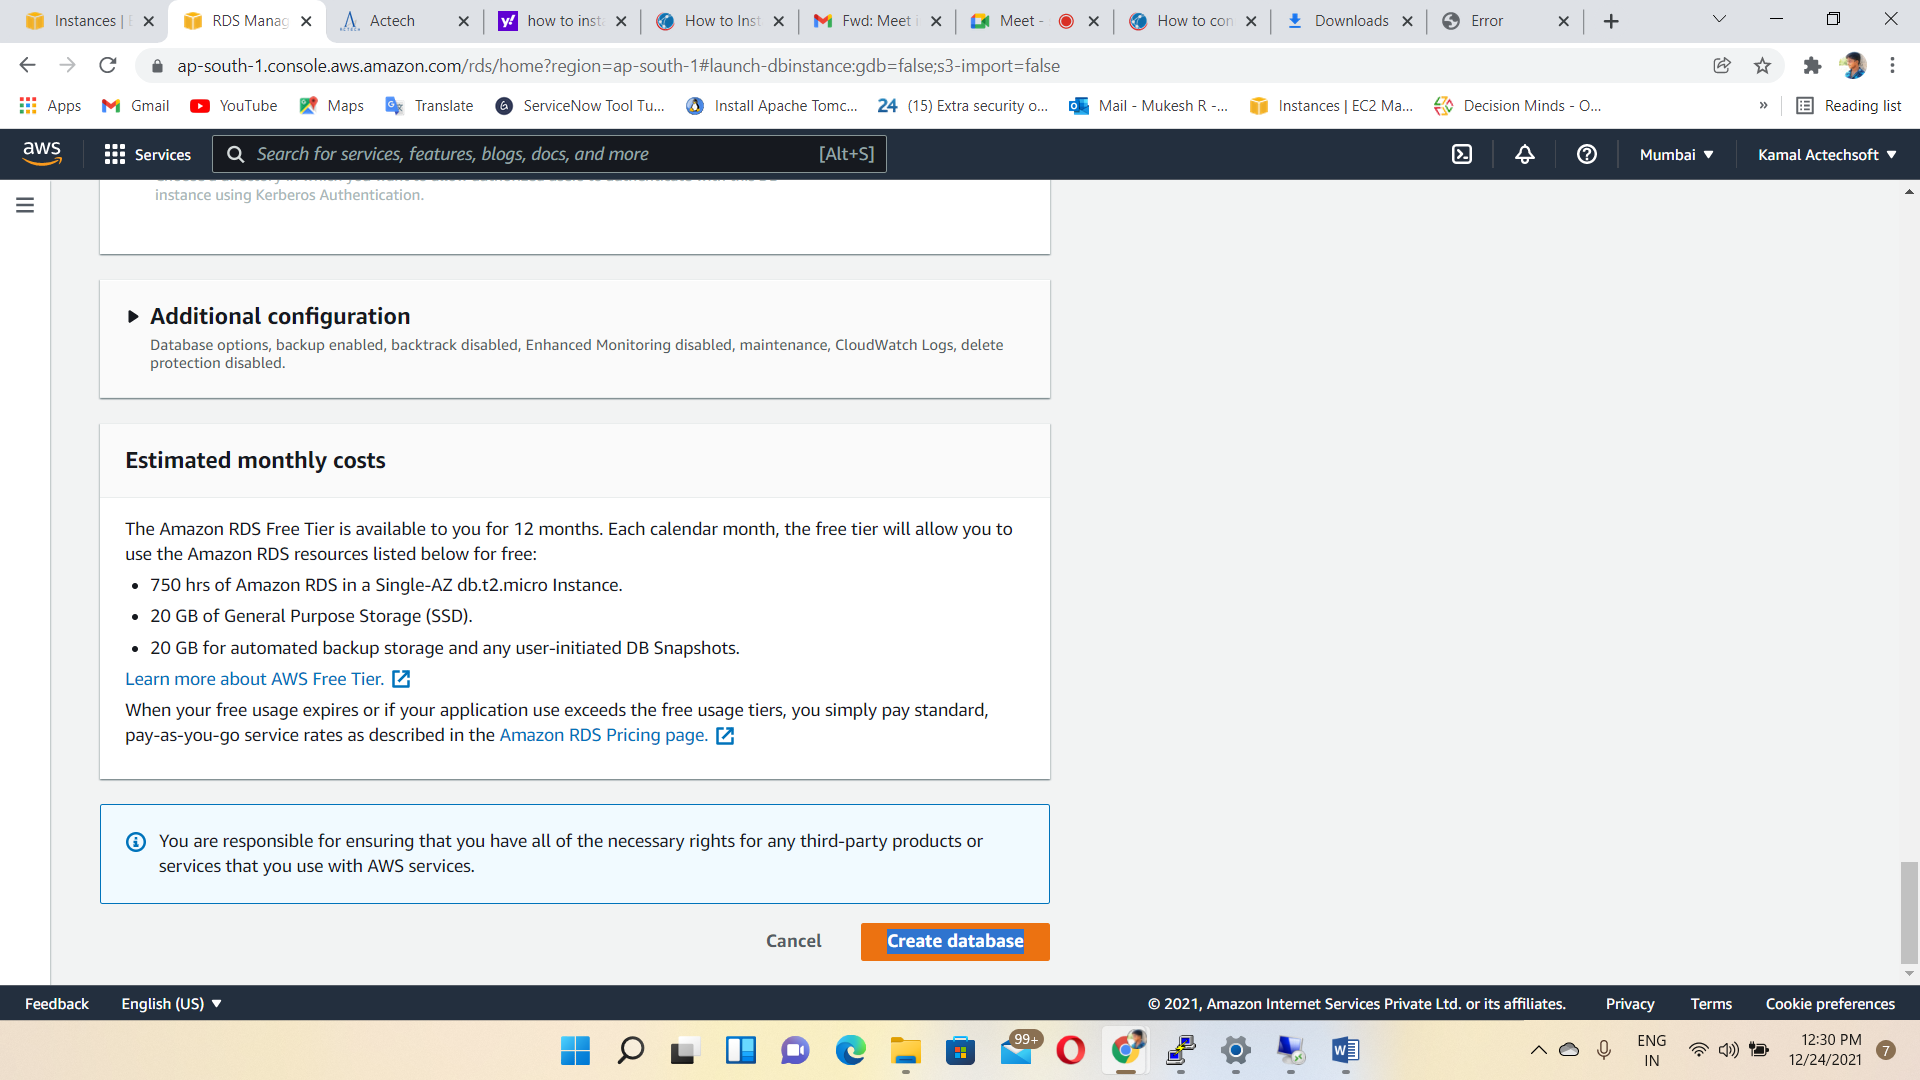 Instances | E
RDS Manag
Actech
how to insta
How to Inst
Fwd: Meet i
Meet -
How to con
Downloads
Error
ap-south-1.console.aws.amazon.com/rds/home?region=ap-south-1#launch-dbinstance:gdb=false;s3-import=false
Apps
Gmail
YouTube
Maps
Translate
ServiceNow Tool Tu...
Install Apache Tomc...
24 (15) Extra security o...
Mail - Mukesh R -...
Instances | EC2 Ma...
Decision Minds - O...
»
Reading list
aws
Services
Search for services, features, blogs, docs, and more [Alt+S]
Mumbai
Kamal Actechsoft
instance using Kerberos Authentication.
Additional configuration
Database options, backup enabled, backtrack disabled, Enhanced Monitoring disabled, maintenance, CloudWatch Logs, delete
protection disabled.
Estimated monthly costs
The Amazon RDS Free Tier is available to you for 12 months. Each calendar month, the free tier will allow you to
use the Amazon RDS resources listed below for free:
• 750 hrs of Amazon RDS in a Single-AZ db.t2.micro Instance.
• 20 GB of General Purpose Storage (SSD).
• 20 GB for automated backup storage and any user-initiated DB Snapshots.
Learn more about AWS Free Tier.
When your free usage expires or if your application use exceeds the free usage tiers, you simply pay standard,
pay-as-you-go service rates as described in the Amazon RDS Pricing page.
You are responsible for ensuring that you have all of the necessary rights for any third-party products or
services that you use with AWS services.
Cancel
Create database
Feedback
English (US)
© 2021, Amazon Internet Services Private Ltd. or its affiliates.
Privacy
Terms
Cookie preferences
99+
ENG
IN
12:30 PM
12/24/2021
7